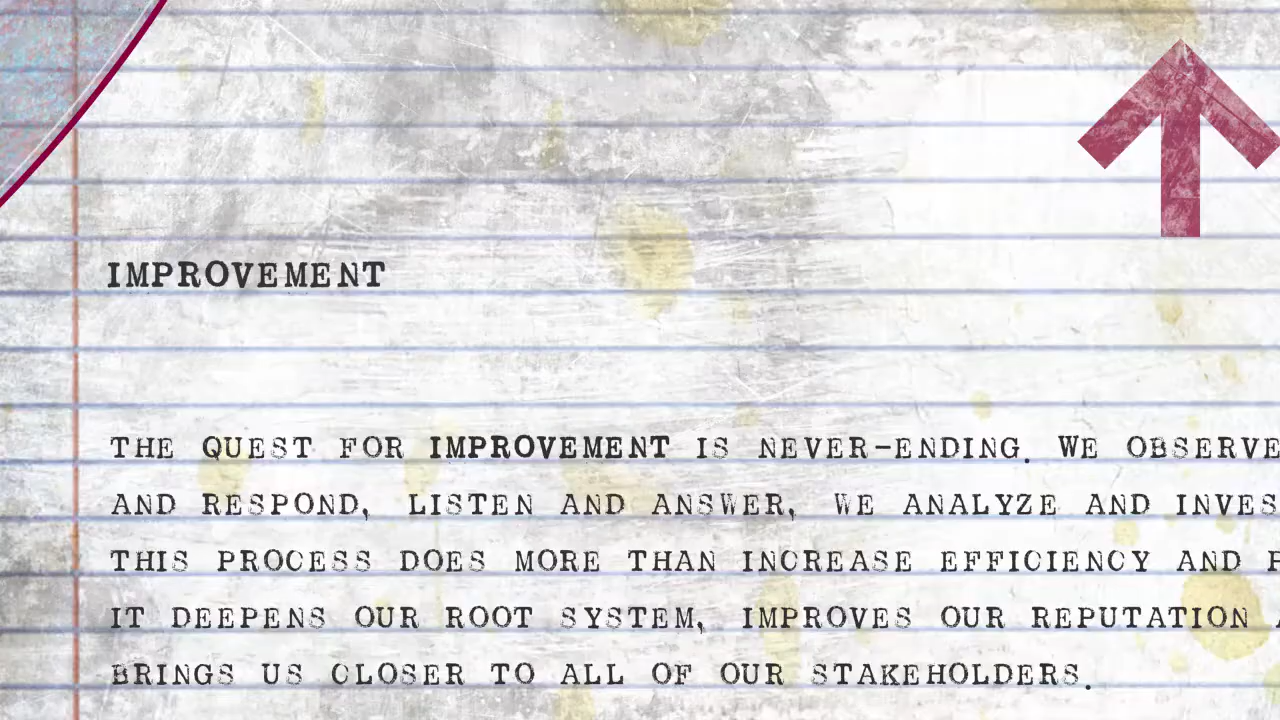 IMPROVEMENT
THE QUEST FOR IMPROVEMENT IS NEVER-ENDING. WE OBSERVE
AND RESPOND, LISTEN AND ANSWER, WE ANALYZE AND
THIS PROCESS DOES MORE THAN INCREASE EFFICIENCY AND
IT DEEPENS OUR ROOT SYSTEM, IMPROVES OUR REPUTATION
BRINGS US CLOSER TO ALL OF OUR STAKEHOLDERS.